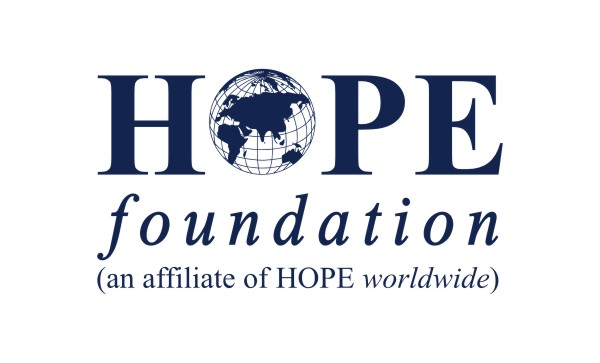 HOPE
foundation
(an affiliate of HOPE worldwide)